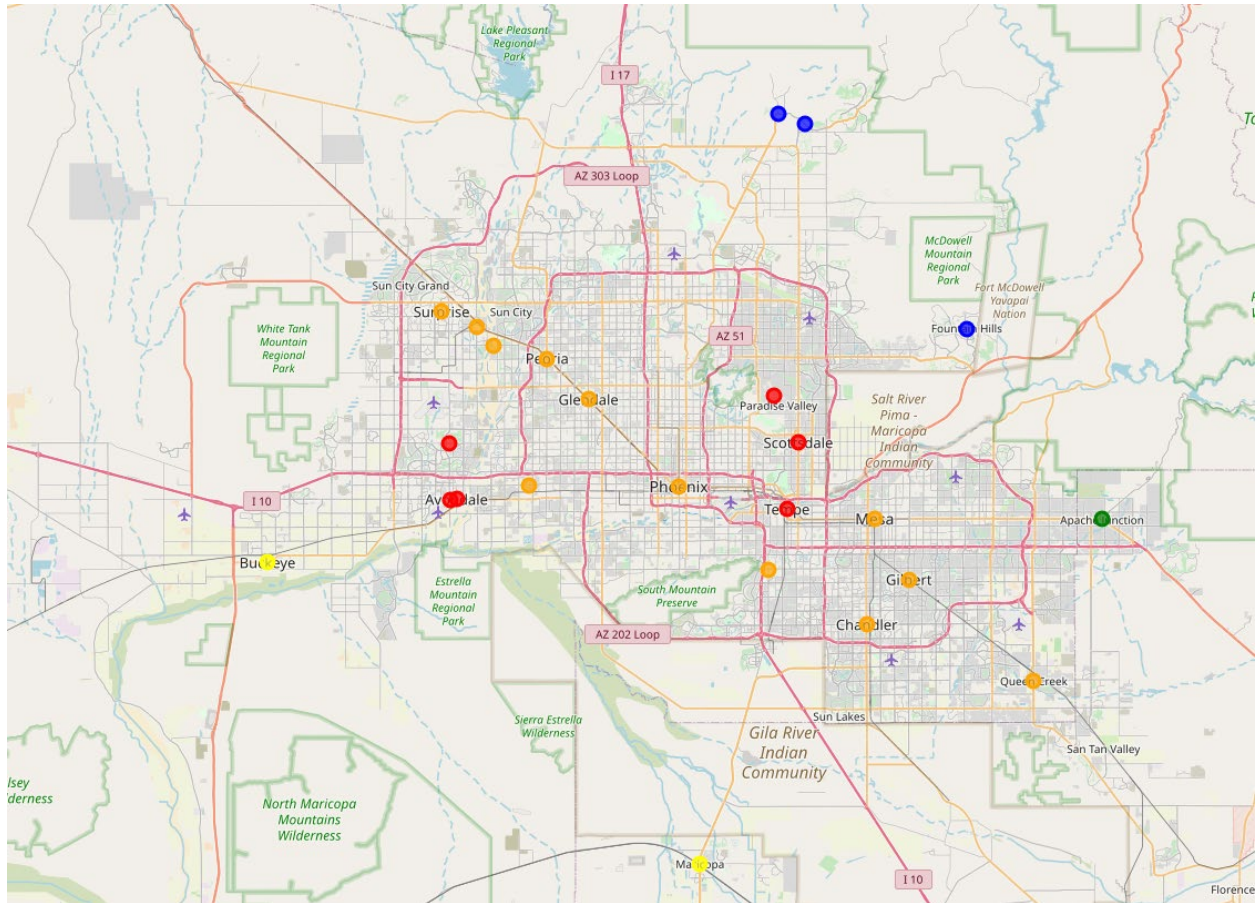 Lake Pleasant
Regional
Park
I 17
To
AZ 303 Loop
McDowell
Mountain
Regional
Park
Sun City Grand
Fort McDowell
Yavapai
Nation
Surprise
Sun City
White Tank
Mountain
Regional
Park
AZ 51
Fountain Hills
Peoria
Glendale
Paradise Valley
Salt River
Pima -
Maricopa
Indian
Community
Scottsdale
I 10
Avondale
Phoenix
Tempe
Mesa
Apache Junction
Buckeye
Estrella
Mountain
Regional
Park
South Mountain
Preserve
Gilbert
AZ 202 Loop
Chandler
Queen Creek
Sierra Estrella
Wilderness
Sun Lakes
Gila River
Indian
Community
San Tan Valley
lsey
derness
North Maricopa
Mountains
Wilderness
Maricopa
I 10
Florence